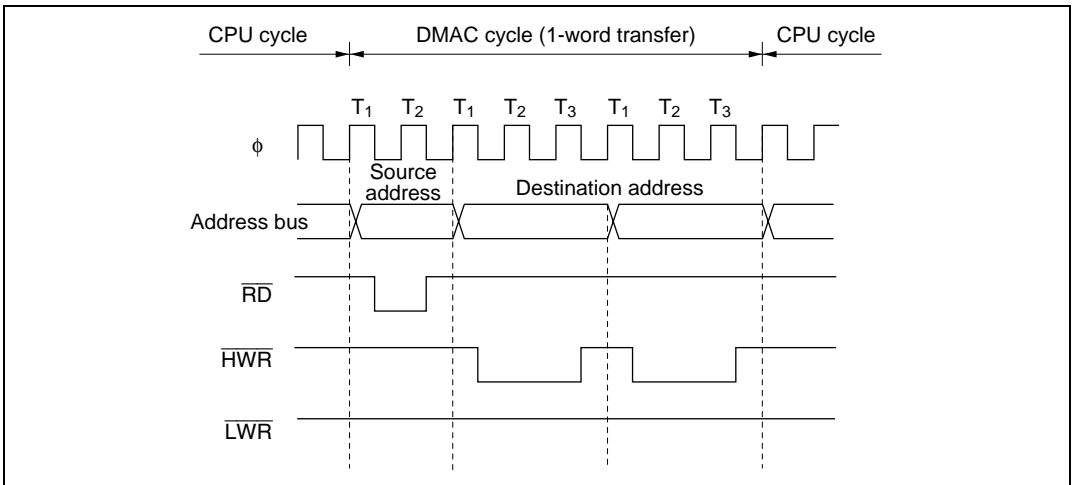 CPU cycle DMAC cycle (1-word transfer) CPU cycle
T1 T2 T1 T2 T3 T1 T2 T3
ϕ
Source
address
Destination address
Address bus
RD
HWR
LWR